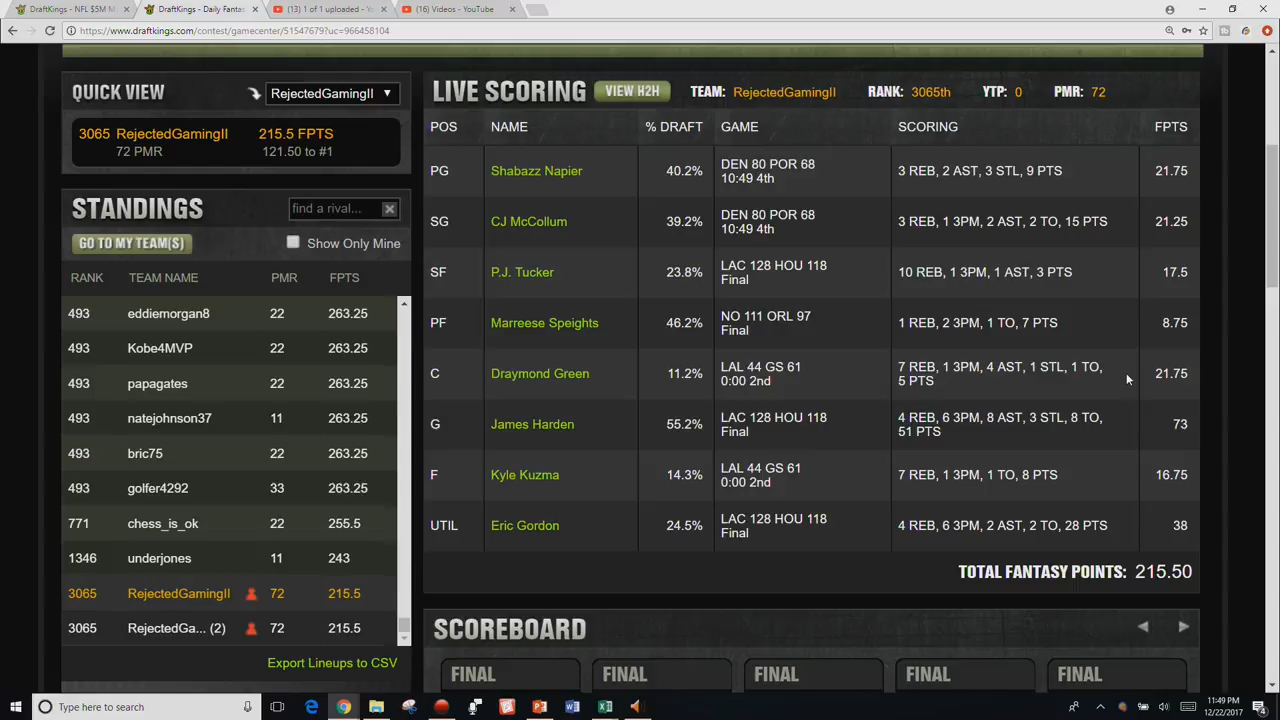 DraftKings - NFL $5M M
DraftKings - Daily Fantas
(13) 1 of 1 uploaded - Yo
(16) Videos - YouTube
https://www.draftkings.com/contest/gamecenter/51547679?uc=966458104
QUICK VIEW
RejectedGamingII
3065 RejectedGamingII 215.5 FPTS
72 PMR 121.50 to #1
STANDINGS
find a rival...
GO TO MY TEAM(S)
Show Only Mine
RANK TEAM NAME PMR FPTS
493 eddiemorgan8 22 263.25
493 Kobe4MVP 22 263.25
493 papagates 22 263.25
493 natejohnson37 11 263.25
493 bric75 22 263.25
493 golfer4292 33 263.25
771 chess_is_ok 22 255.5
1346 underjones 11 243
3065 RejectedGamingII 72 215.5
3065 RejectedGa... (2) 72 215.5
Export Lineups to CSV
LIVE SCORING VIEW H2H TEAM: RejectedGamingII RANK: 3065th YTP: 0 PMR: 72
POS NAME % DRAFT GAME SCORING FPTS
PG Shabazz Napier 40.2% DEN 80 POR 68 3 REB, 2 AST, 3 STL, 9 PTS 21.75
10:49 4th
SG CJ McCollum 39.2% DEN 80 POR 68 3 REB, 1 3PM, 2 AST, 2 TO, 15 PTS 21.25
10:49 4th
SF P.J. Tucker 23.8% LAC 128 HOU 118 10 REB, 1 3PM, 1 AST, 3 PTS 17.5
Final
PF Marreese Speights 46.2% NO 111 ORL 97 1 REB, 2 3PM, 1 TO, 7 PTS 8.75
Final
C Draymond Green 11.2% LAL 44 GS 61 7 REB, 1 3PM, 4 AST, 1 STL, 1 TO, 21.75
0:00 2nd 5 PTS
G James Harden 55.2% LAC 128 HOU 118 4 REB, 6 3PM, 8 AST, 3 STL, 8 TO, 73
Final 51 PTS
F Kyle Kuzma 14.3% LAL 44 GS 61 7 REB, 1 3PM, 1 TO, 8 PTS 16.75
0:00 2nd
UTIL Eric Gordon 24.5% LAC 128 HOU 118 4 REB, 6 3PM, 2 AST, 2 TO, 28 PTS 38
Final
TOTAL FANTASY POINTS: 215.50
SCOREBOARD
FINAL FINAL FINAL FINAL FINAL
Type here to search
11:49 PM
12/22/2017
4